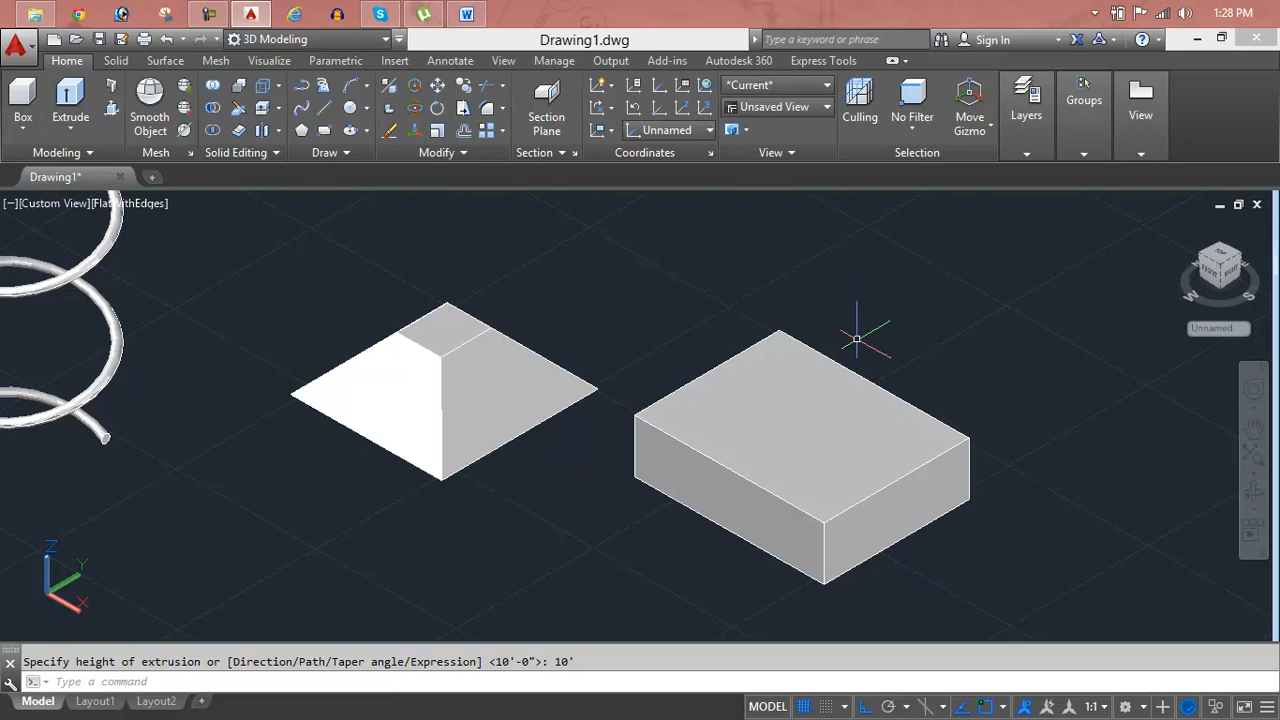 1:28 PM
3D Modeling
Drawing1.dwg
Type a keyword or phrase
Sign In
Home Solid Surface Mesh Visualize Parametric Insert Annotate View Manage Output Add-ins Autodesk 360 Express Tools
Box
Extrude
Smooth
Object
Section
Plane
*Current*
Unsaved View
Unnamed
Culling
No Filter
Move
Gizmo
Layers
Groups
View
Modeling
Mesh
Solid Editing
Draw
Modify
Section
Coordinates
View
Selection
Drawing1*
[−][Custom View][FlatWithEdges]
TOP
FRONT
RIGHT
W
S
Unnamed
Z
Y
X
Specify height of extrusion or [Direction/Path/Taper angle/Expression] <10'-0">: 10'
Type a command
Model Layout1 Layout2 +
MODEL
1:1